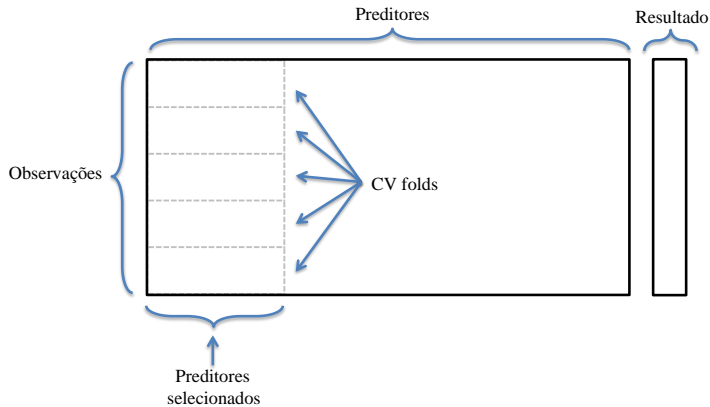 Preditores
Resultado
Observações
CV folds
Preditores
selecionados